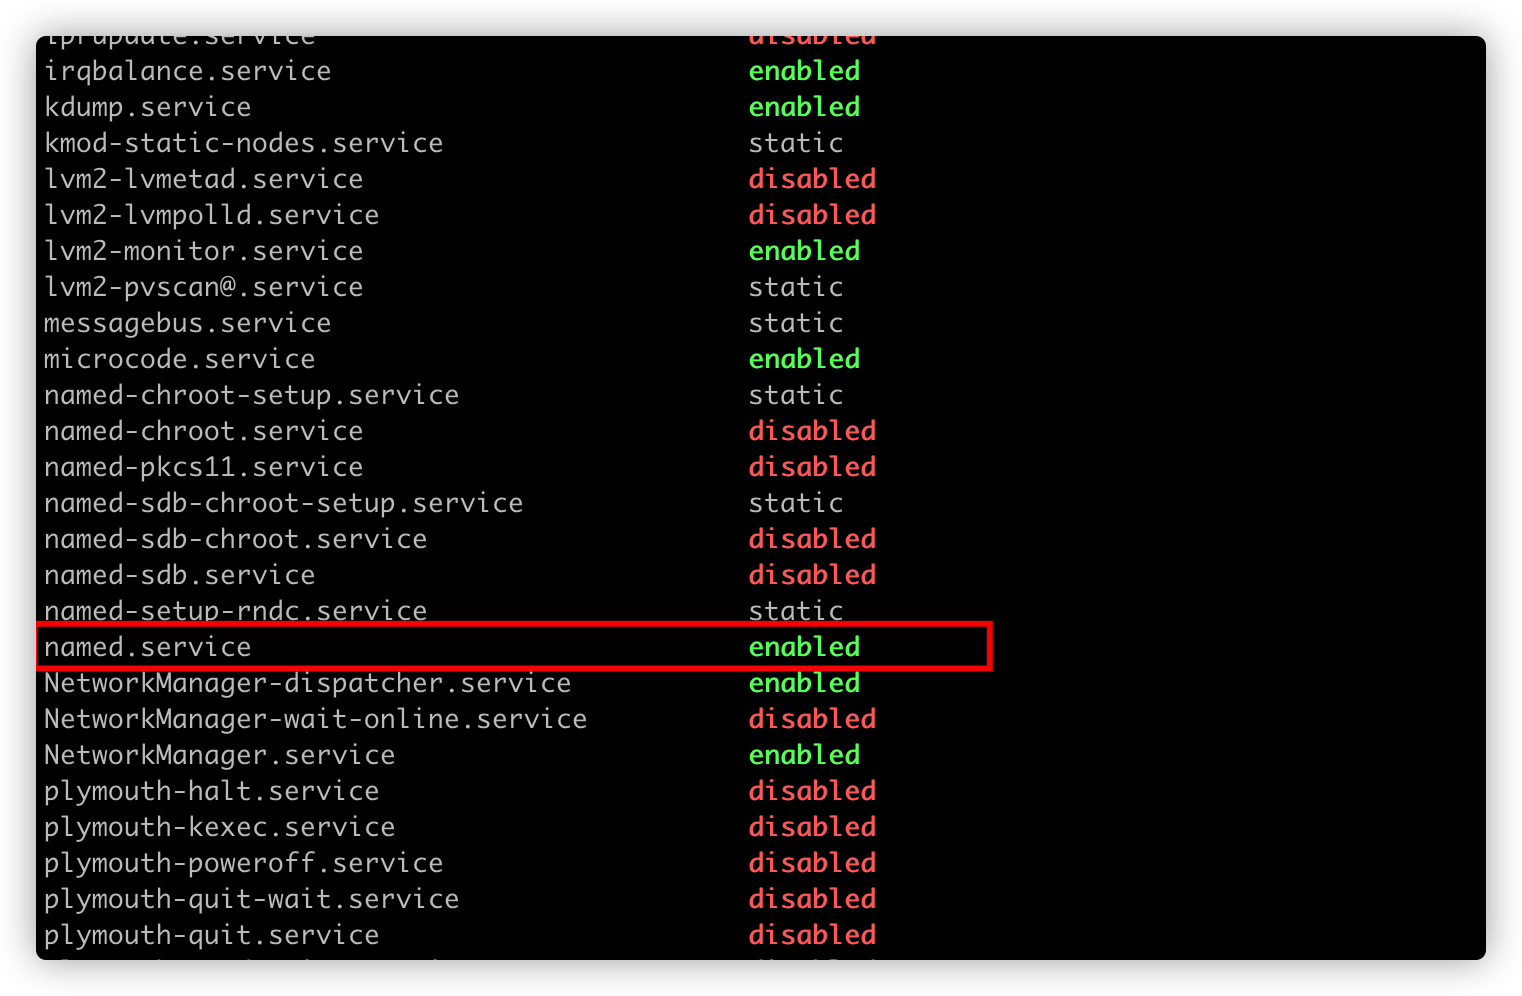 iprupdate.service disabled
irqbalance.service enabled
kdump.service enabled
kmod-static-nodes.service static
lvm2-lvmetad.service disabled
lvm2-lvmpolld.service disabled
lvm2-monitor.service enabled
lvm2-pvscan@.service static
messagebus.service static
microcode.service enabled
named-chroot-setup.service static
named-chroot.service disabled
named-pkcs11.service disabled
named-sdb-chroot-setup.service static
named-sdb-chroot.service disabled
named-sdb.service disabled
named-setup-rndc.service static
named.service enabled
NetworkManager-dispatcher.service enabled
NetworkManager-wait-online.service disabled
NetworkManager.service enabled
plymouth-halt.service disabled
plymouth-kexec.service disabled
plymouth-poweroff.service disabled
plymouth-quit-wait.service disabled
plymouth-quit.service disabled